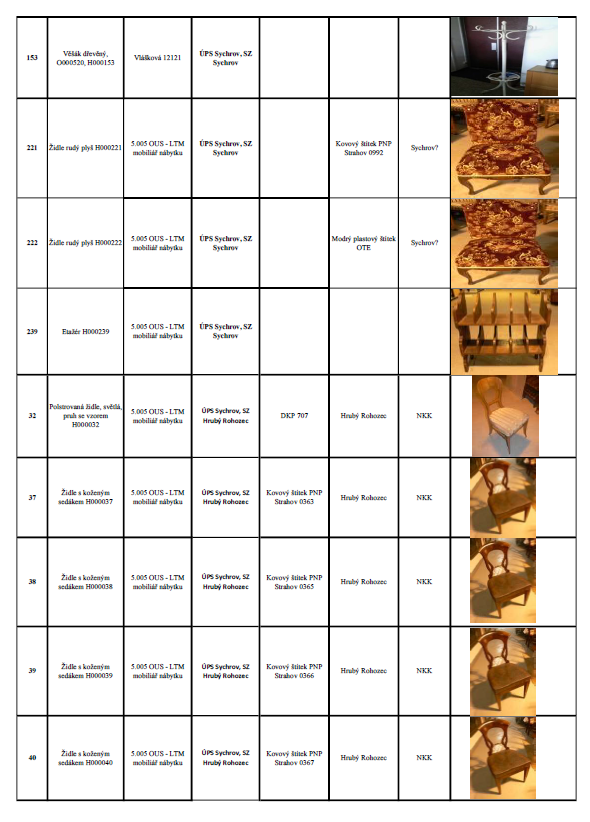 153
Věšák dřevěný,
O000520, H000153
Vlášková 12121
ÚPS Sychrov, SZ
Sychrov
221
Židle rudý plyš H000221
5.005 OUS - LTM
mobiliář nábytku
ÚPS Sychrov, SZ
Sychrov
Kovový štítek PNP
Strahov 0992
Sychrov?
222
Židle rudý plyš H000222
5.005 OUS - LTM
mobiliář nábytku
ÚPS Sychrov, SZ
Sychrov
Modrý plastový štítek
OTE
Sychrov?
239
Etažér H000239
5.005 OUS - LTM
mobiliář nábytku
ÚPS Sychrov, SZ
Sychrov
32
Polstrovaná židle, světlá,
pruh se vzorem
H000032
5.005 OUS - LTM
mobiliář nábytku
ÚPS Sychrov, SZ
Hrubý Rohozec
DKP 707
Hrubý Rohozec
NKK
37
Židle s koženým
sedákem H000037
5.005 OUS - LTM
mobiliář nábytku
ÚPS Sychrov, SZ
Hrubý Rohozec
Kovový štítek PNP
Strahov 0363
Hrubý Rohozec
NKK
38
Židle s koženým
sedákem H000038
5.005 OUS - LTM
mobiliář nábytku
ÚPS Sychrov, SZ
Hrubý Rohozec
Kovový štítek PNP
Strahov 0365
Hrubý Rohozec
NKK
39
Židle s koženým
sedákem H000039
5.005 OUS - LTM
mobiliář nábytku
ÚPS Sychrov, SZ
Hrubý Rohozec
Kovový štítek PNP
Strahov 0366
Hrubý Rohozec
NKK
40
Židle s koženým
sedákem H000040
5.005 OUS - LTM
mobiliář nábytku
ÚPS Sychrov, SZ
Hrubý Rohozec
Kovový štítek PNP
Strahov 0367
Hrubý Rohozec
NKK